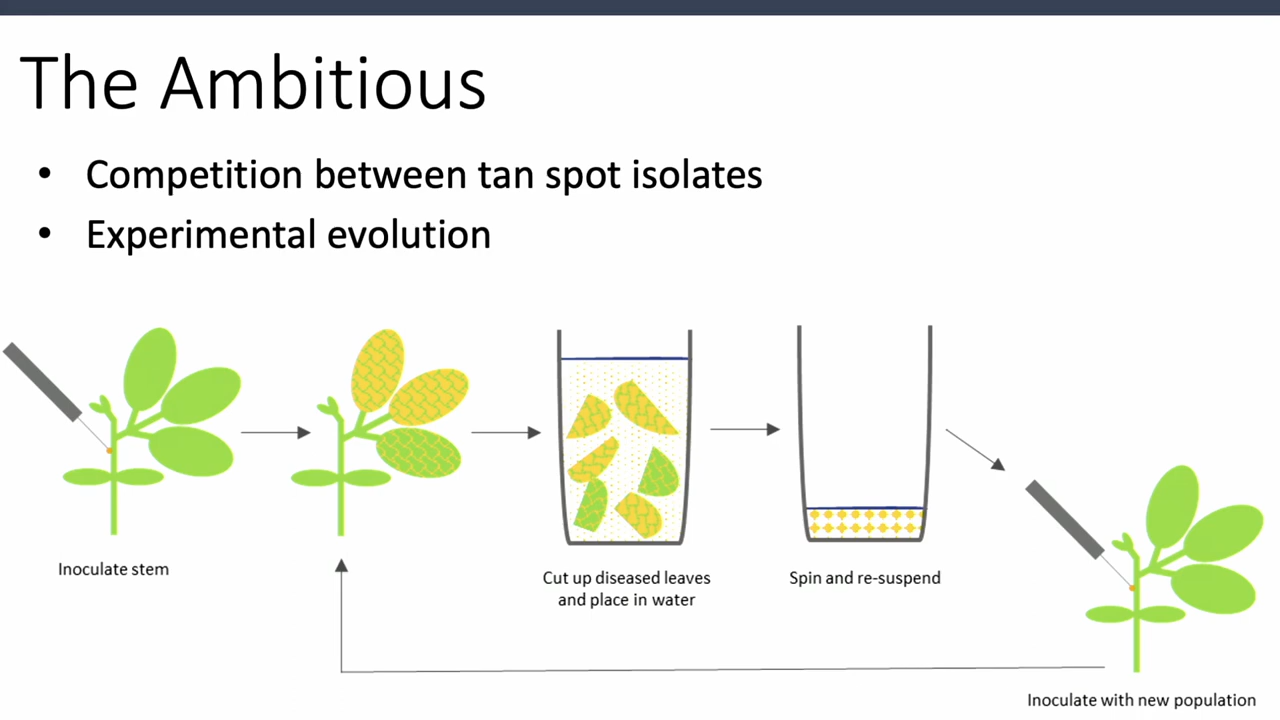 The Ambitious
• Competition between tan spot isolates
• Experimental evolution
Inoculate stem
Cut up diseased leaves
and place in water
Spin and re-suspend
Inoculate with new population